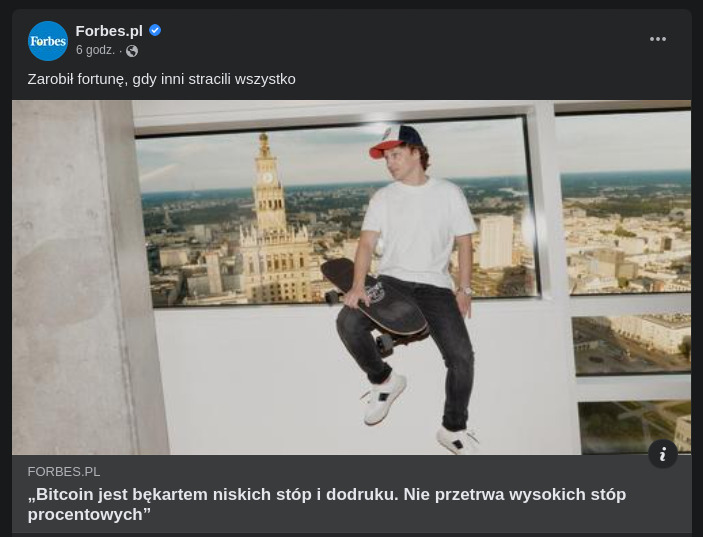 Forbes
Forbes.pl
6 godz. ·
Zarobił fortunę, gdy inni stracili wszystko
FORBES.PL
„Bitcoin jest bękartem niskich stóp i dodruku. Nie przetrwa wysokich stóp
procentowych”